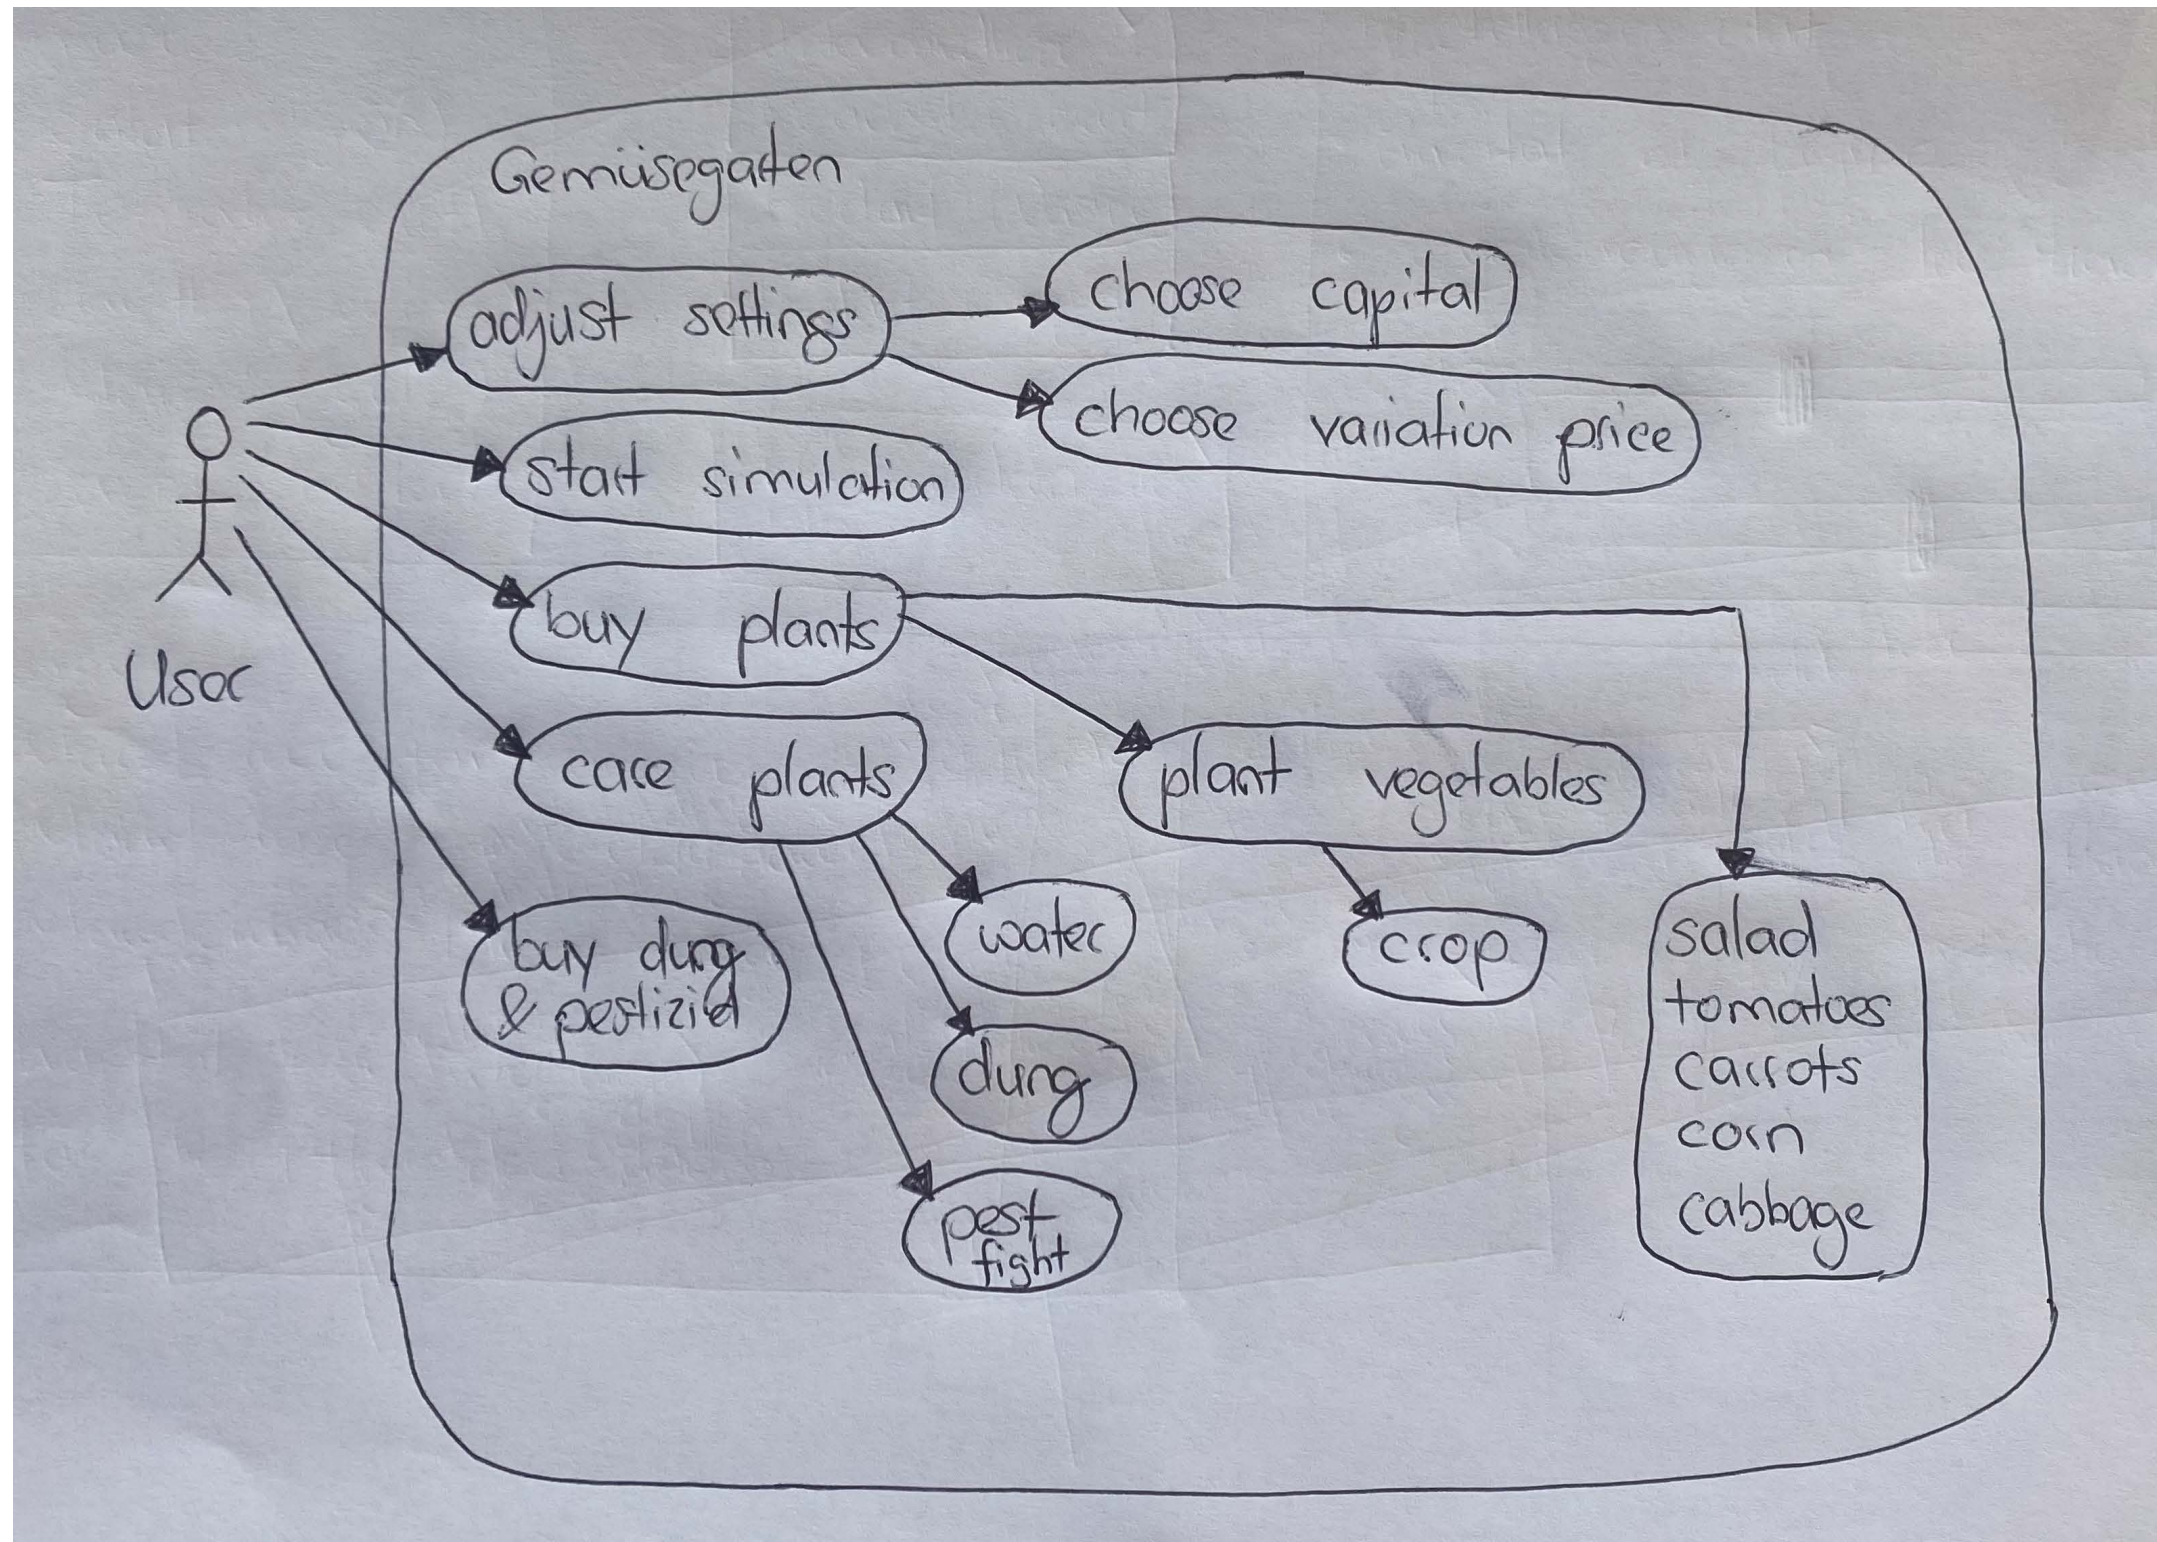 Gemüsegarten
adjust settings
choose capital
choose variation price
start simulation
buy plants
User
care plants
plant vegetables
buy dung
& pestizid
water
crop
dung
pest
fight
salad
tomatoes
carrots
corn
cabbage